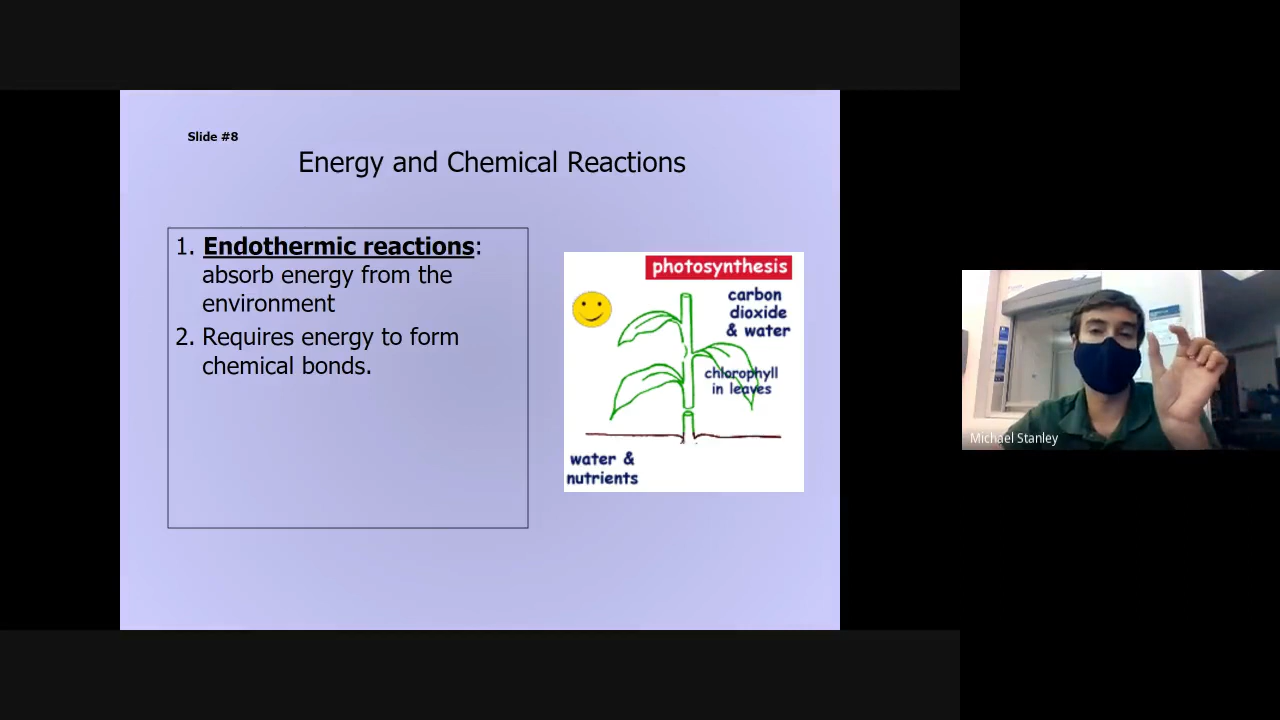 Slide #8
Energy and Chemical Reactions
1. Endothermic reactions:
absorb energy from the
environment
2. Requires energy to form
chemical bonds.
photosynthesis
carbon
dioxide
& water
chlorophyll
in leaves
water &
nutrients
Michael Stanley